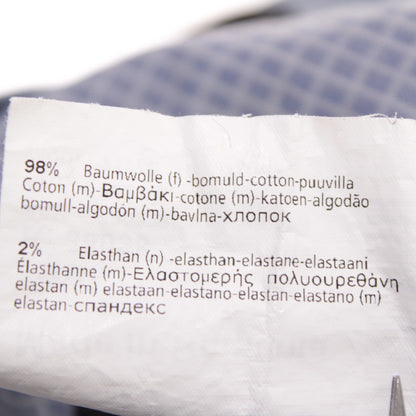 98% Baumwolle (f) -bomuld-cotton-puuvilla
Coton (m)-Βαμβάκι-cotone (m)-katoen-algodão
bomull-algodón (m)-bavlna-хлопок
2% Elasthan (n) -elasthan-elastane-elastaani
Élasthanne (m)-Ελαστομερής πολυουρεθάνη
elastan (m) elastaan-elastano-elastan-elastano (m)
elastan-спандекс